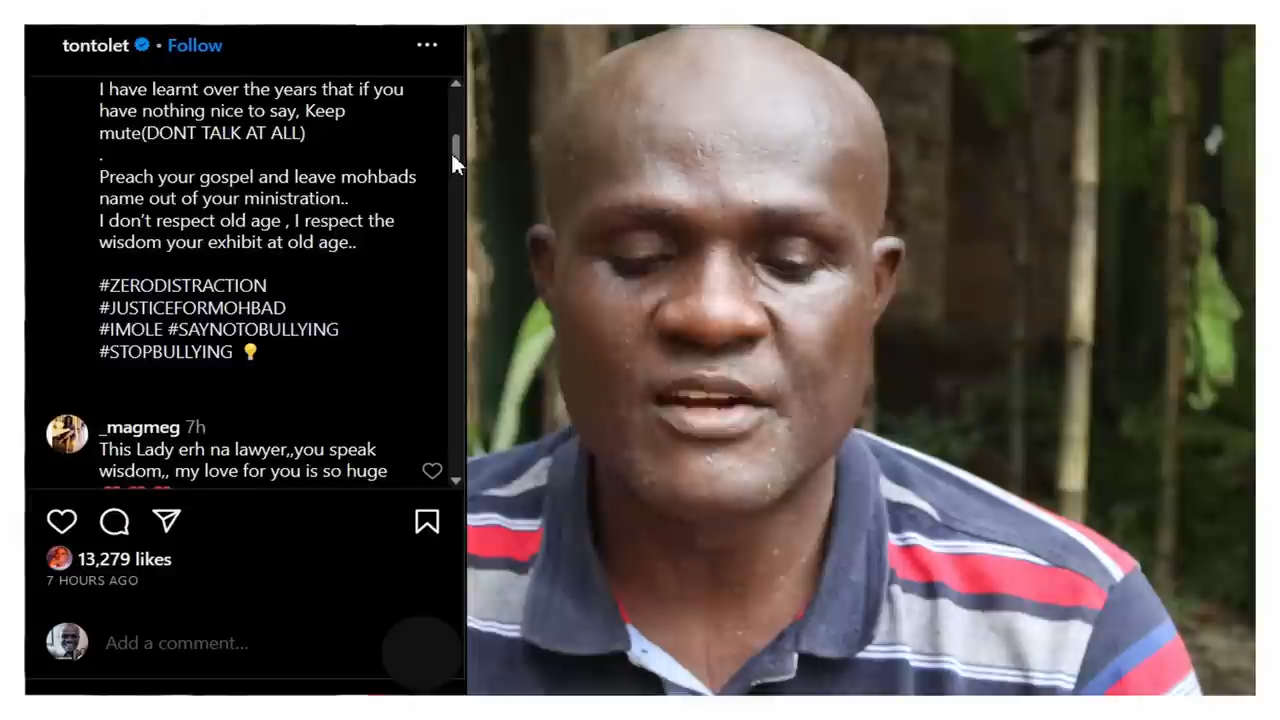 tontolet • Follow
I have learnt over the years that if you
have nothing nice to say, Keep
mute(DONT TALK AT ALL)
.
Preach your gospel and leave mohbads
name out of your ministration..
I don’t respect old age , I respect the
wisdom your exhibit at old age..
#ZERODISTRACTION
#JUSTICEFORMOHBAD
#IMOLE #SAYNOTOBULLYING
#STOPBULLYING 💡
_magmeg 7h
This Lady erh na lawyer,,you speak
wisdom,, my love for you is so huge
13,279 likes
7 HOURS AGO
Add a comment...